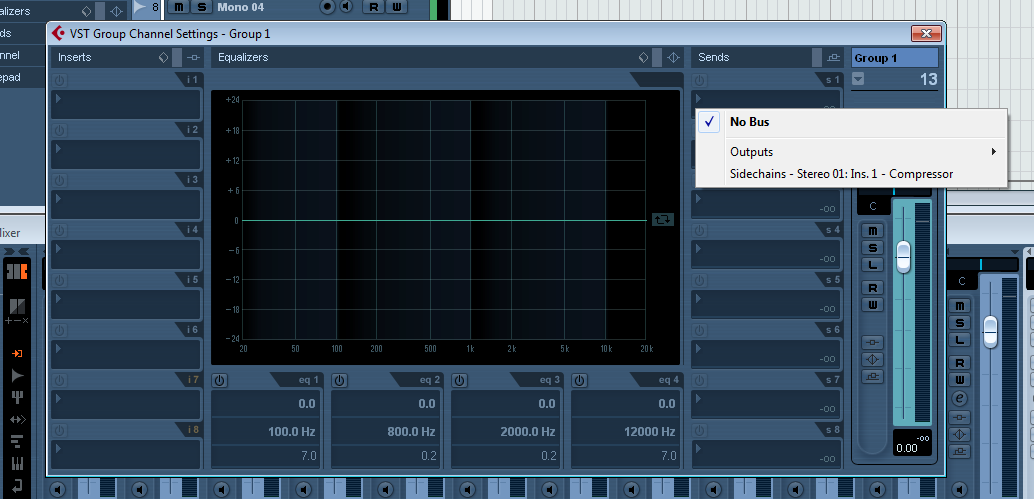 alizers
8
M S Mono 04
R W
ds
nnel
epad
VST Group Channel Settings - Group 1
Inserts
Equalizers
Sends
Group 1
13
i 1
i 2
i 3
i 4
i 5
i 6
i 7
i 8
+24
+18
+12
+6
0
-6
-12
-18
-24
20 50 100 200 500 1k 2k 5k 10k 20k
eq 1
0.0
100.0 Hz
7.0
eq 2
0.0
800.0 Hz
0.2
eq 3
0.0
2000.0 Hz
0.2
eq 4
0.0
12000 Hz
7.0
s 1
-oo
No Bus
Outputs
Sidechains - Stereo 01: Ins. 1 - Compressor
-oo
s 4
-oo
s 5
-oo
s 6
-oo
s 7
-oo
s 8
-oo
C
M
S
L
R
W
-oo
0.00
ixer
C
M
S
L
R
W
e